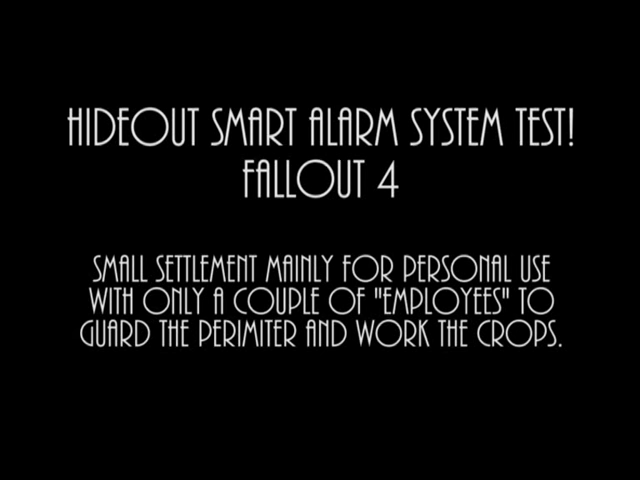 HIDEOUT SMART ALARM SYSTEM TEST!
FALLOUT 4
SMALL SETTLEMENT MAINLY FOR PERSONAL USE
WITH ONLY A COUPLE OF "EMPLOYEES" TO
GUARD THE PERIMITER AND WORK THE CROPS.